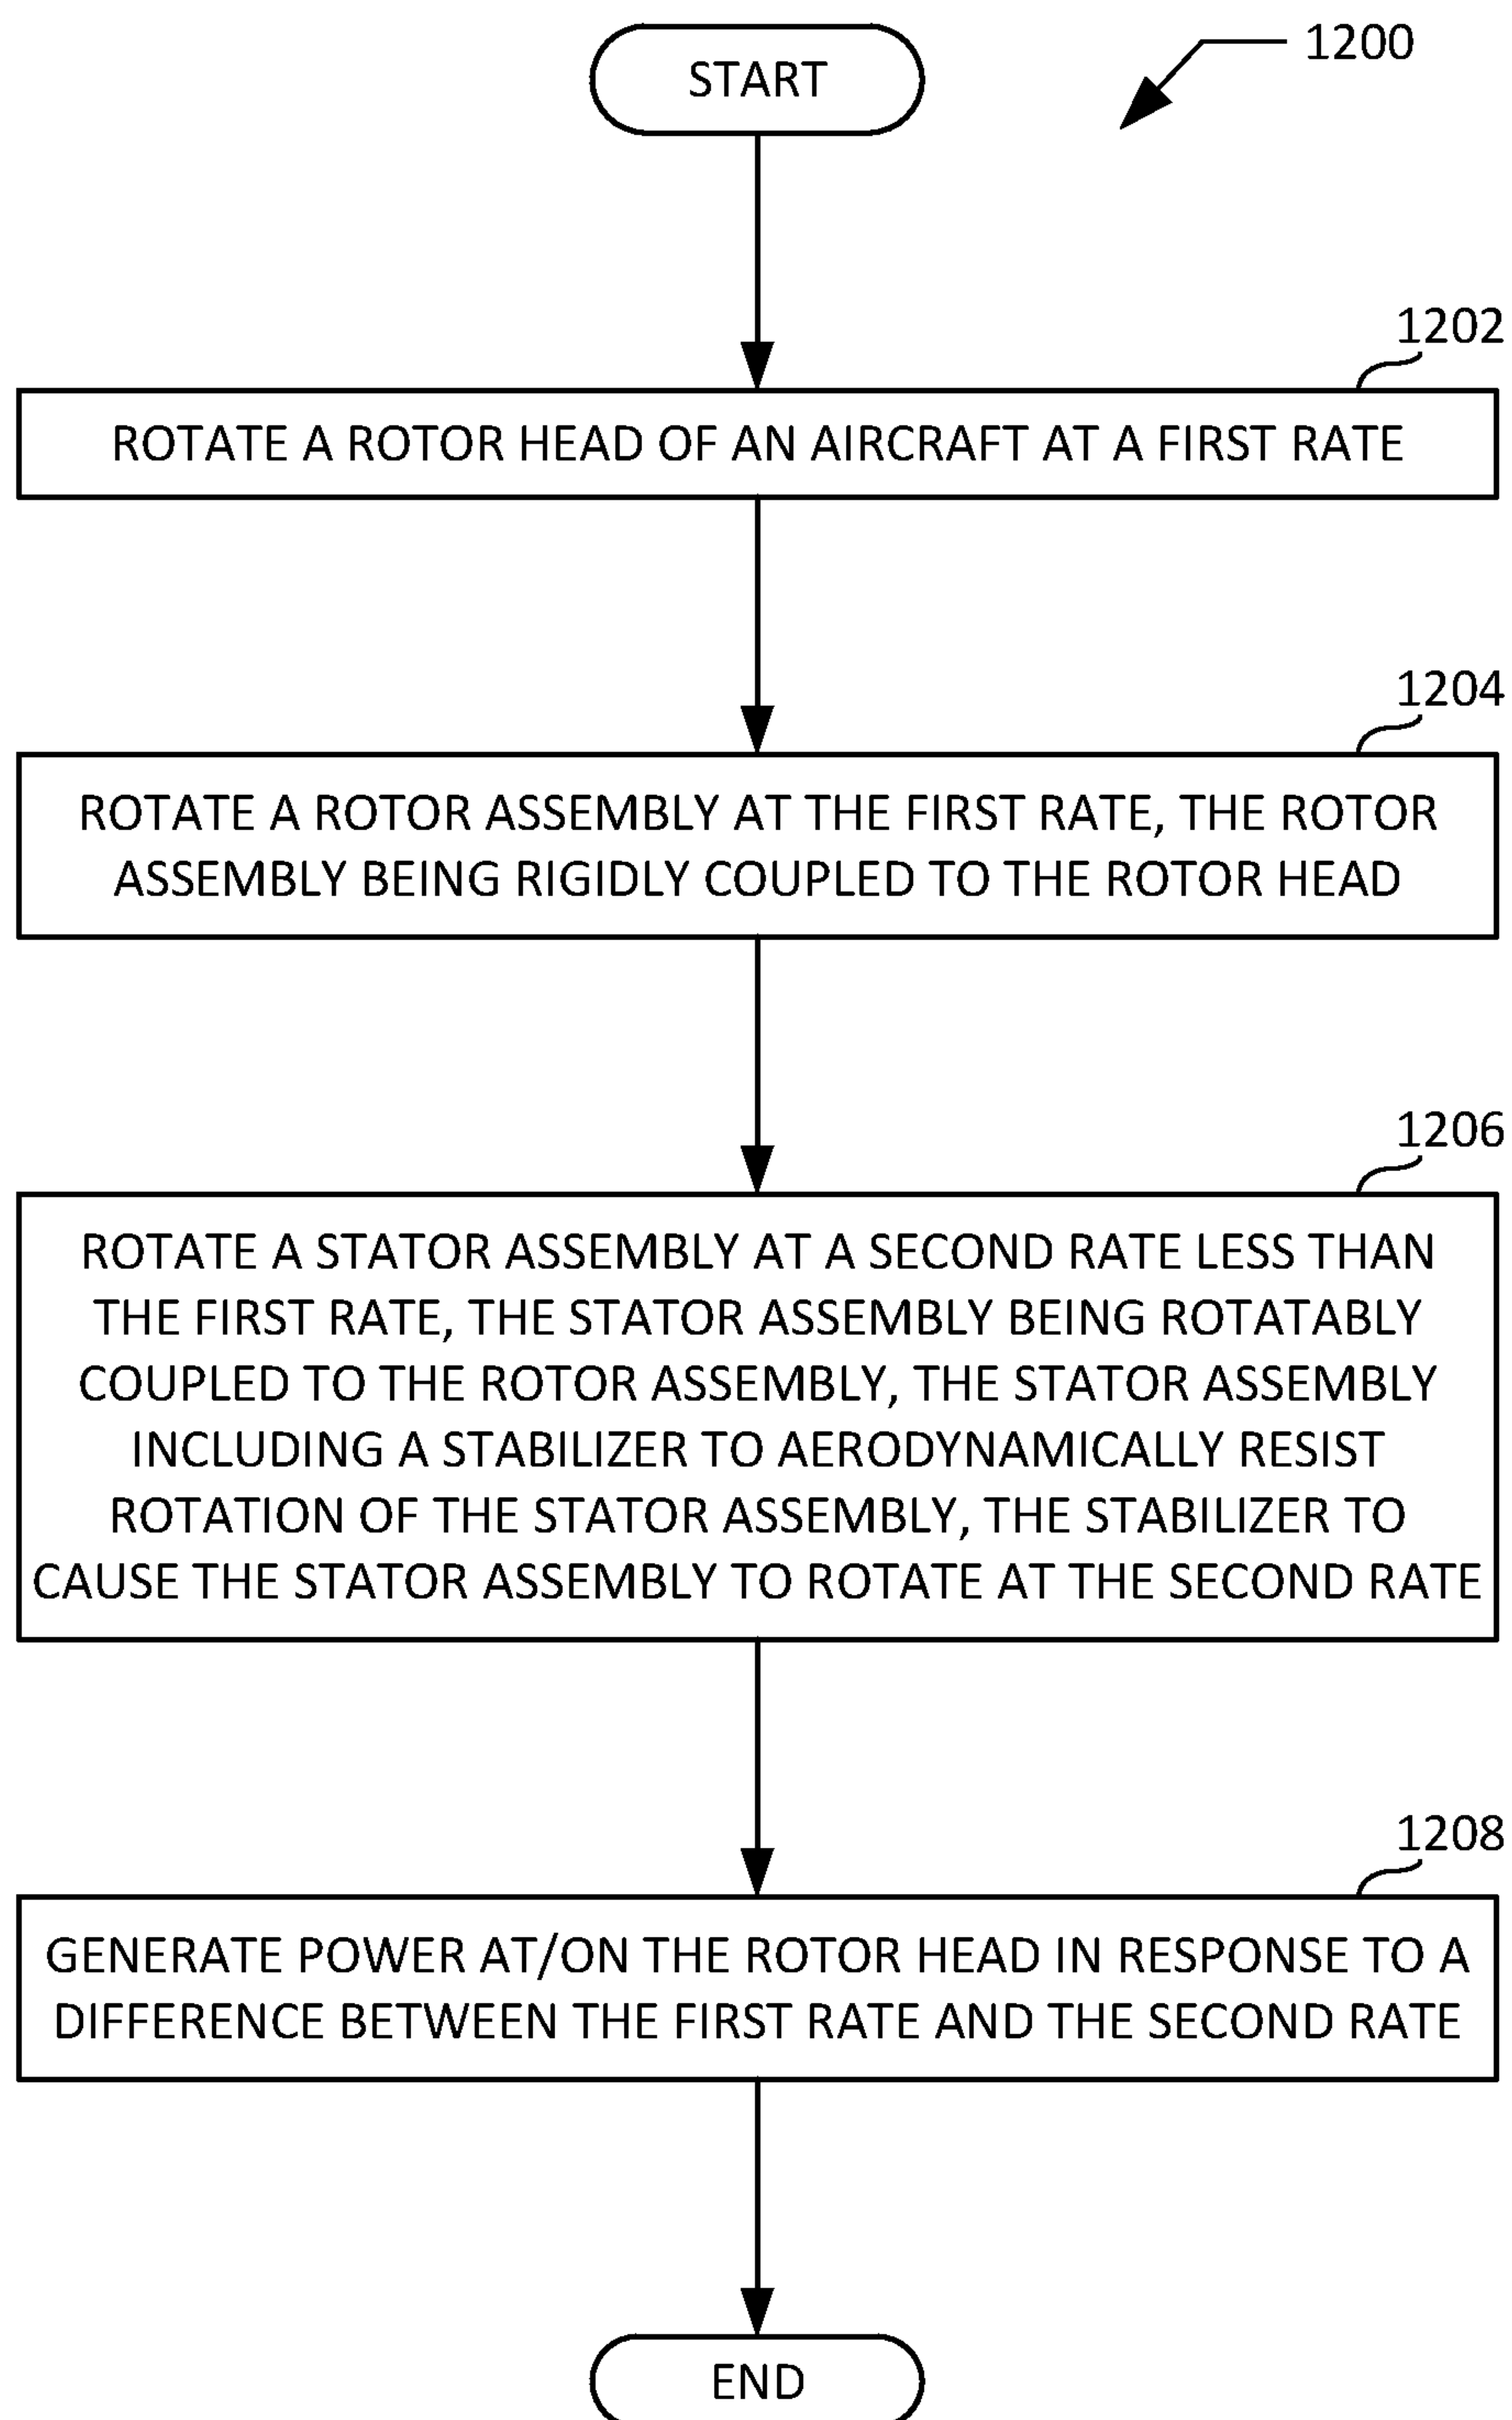 START
1200
1202
ROTATE A ROTOR HEAD OF AN AIRCRAFT AT A FIRST RATE
1204
ROTATE A ROTOR ASSEMBLY AT THE FIRST RATE, THE ROTOR
ASSEMBLY BEING RIGIDLY COUPLED TO THE ROTOR HEAD
1206
ROTATE A STATOR ASSEMBLY AT A SECOND RATE LESS THAN
THE FIRST RATE, THE STATOR ASSEMBLY BEING ROTATABLY
COUPLED TO THE ROTOR ASSEMBLY, THE STATOR ASSEMBLY
INCLUDING A STABILIZER TO AERODYNAMICALLY RESIST
ROTATION OF THE STATOR ASSEMBLY, THE STABILIZER TO
CAUSE THE STATOR ASSEMBLY TO ROTATE AT THE SECOND RATE
1208
GENERATE POWER AT/ON THE ROTOR HEAD IN RESPONSE TO A
DIFFERENCE BETWEEN THE FIRST RATE AND THE SECOND RATE
END